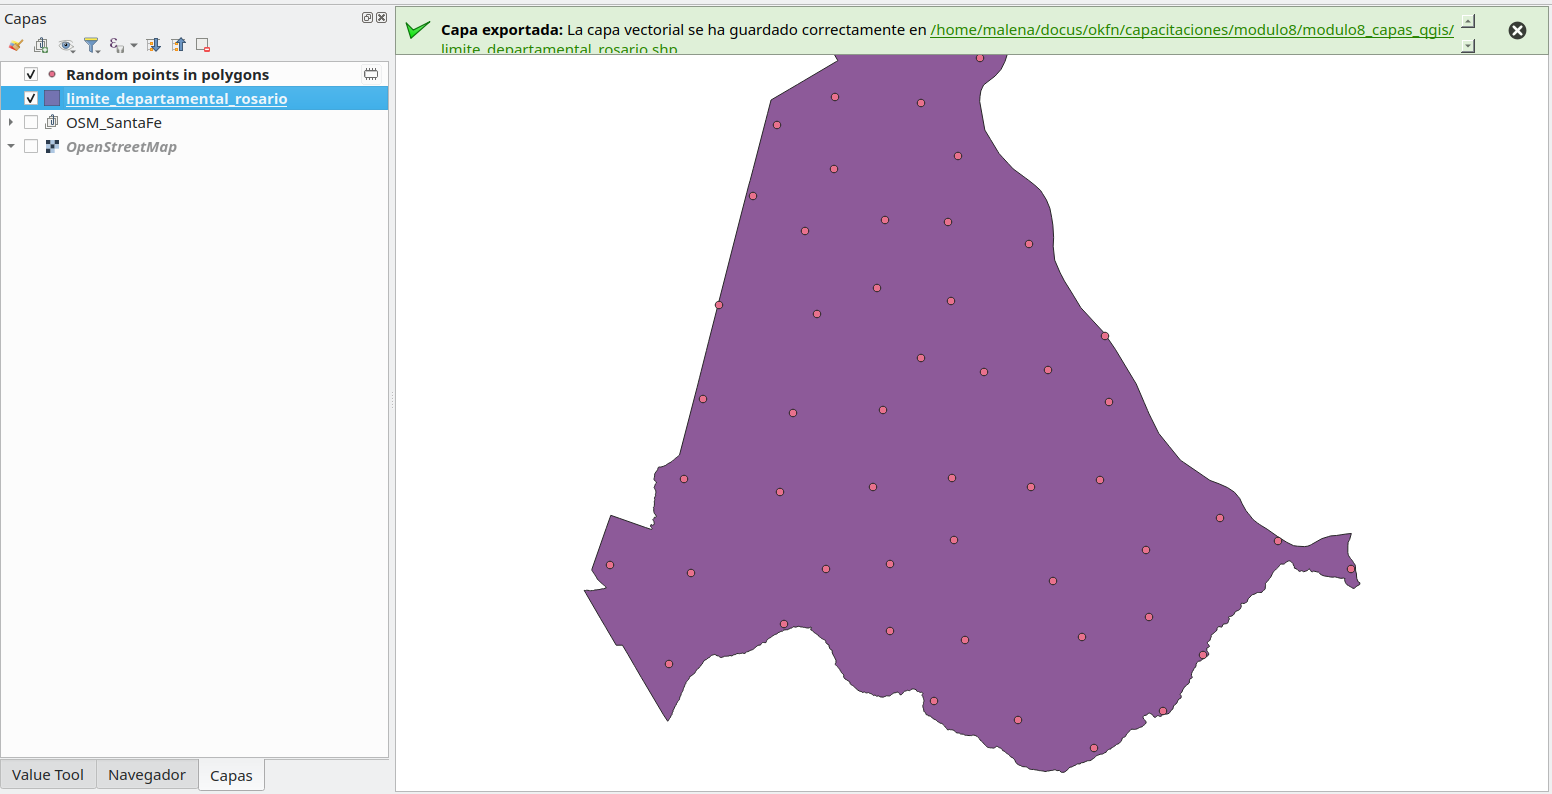 Capas
Random points in polygons
limite_departamental_rosario
OSM_SantaFe
OpenStreetMap
Value Tool
Navegador
Capas
Capa exportada: La capa vectorial se ha guardado correctamente en /home/malena/docus/okfn/capacitaciones/modulo8/modulo8_capas_qgis/
limite_departamental_rosario.shp